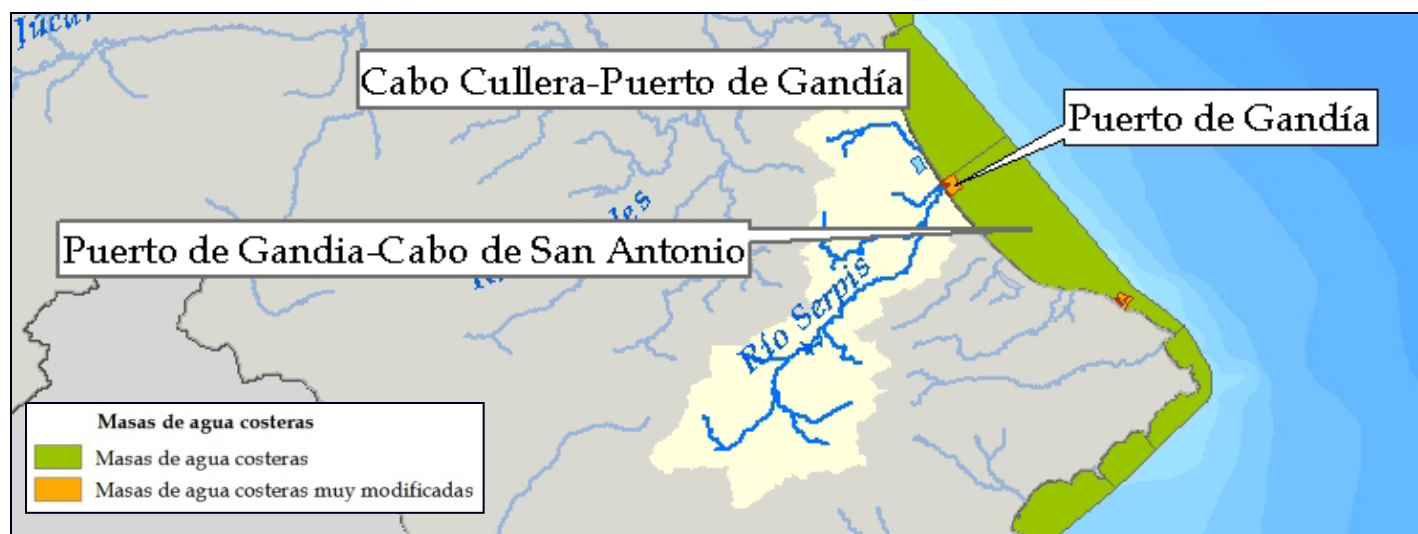 Júcar
Cabo Cullera-Puerto de Gandía
Puerto de Gandía
Puerto de Gandia-Cabo de San Antonio
Río Serpis
Masas de agua costeras
Masas de agua costeras
Masas de agua costeras muy modificadas